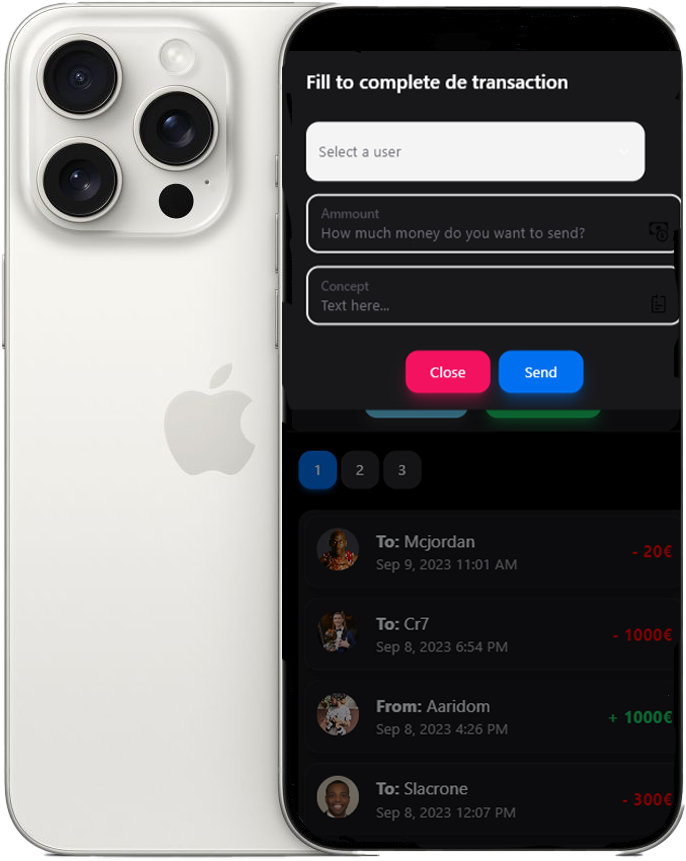 Fill to complete de transaction
Select a user
Ammount
How much money do you want to send?
Concept
Text here...
Close Send
1 2 3
To: Mcjordan
- 20€
Sep 9, 2023 11:01 AM
To: Cr7
- 1000€
Sep 8, 2023 6:54 PM
From: Aaridom
+ 1000€
Sep 8, 2023 4:26 PM
To: Slacrone
- 300€
Sep 8, 2023 12:07 PM